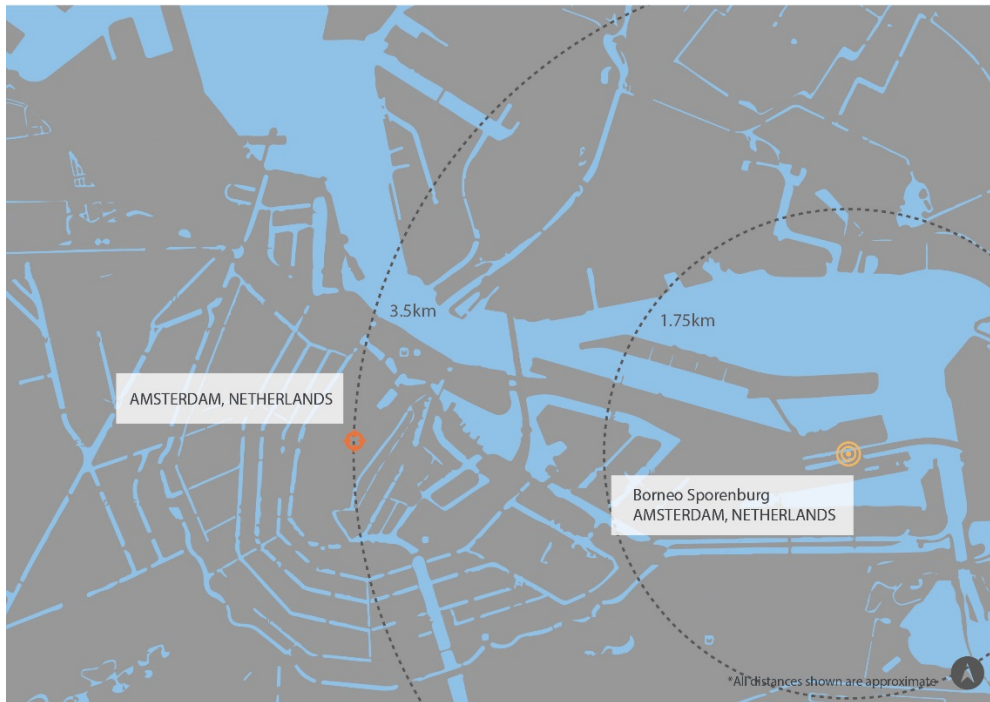 3.5km
1.75km
AMSTERDAM, NETHERLANDS
Borneo Sporenburg
AMSTERDAM, NETHERLANDS
*All distances shown are approximate